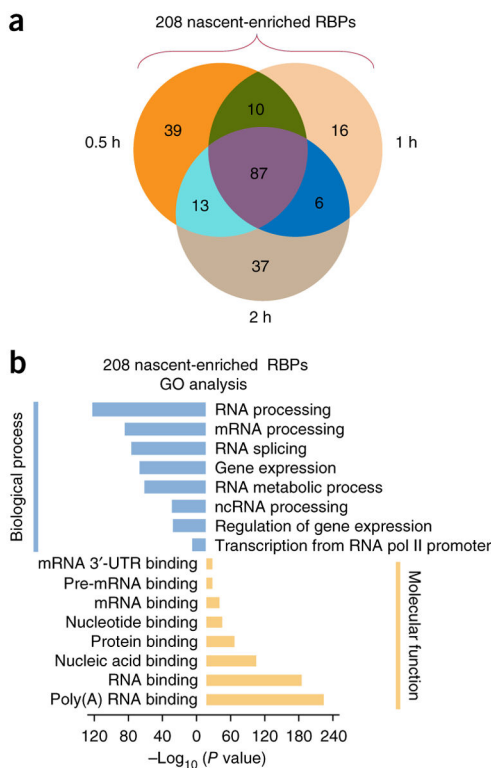 a
208 nascent-enriched RBPs
10
39
16
0.5 h
1 h
87
13
6
37
2 h
b
208 nascent-enriched RBPs
GO analysis
Biological process
RNA processing
mRNA processing
RNA splicing
Gene expression
RNA metabolic process
ncRNA processing
Regulation of gene expression
Transcription from RNA pol II promoter
mRNA 3′-UTR binding
Pre-mRNA binding
mRNA binding
Nucleotide binding
Protein binding
Nucleic acid binding
RNA binding
Poly(A) RNA binding
Molecular function
120 80 40 0 60 120 180 240
–Log10 (P value)